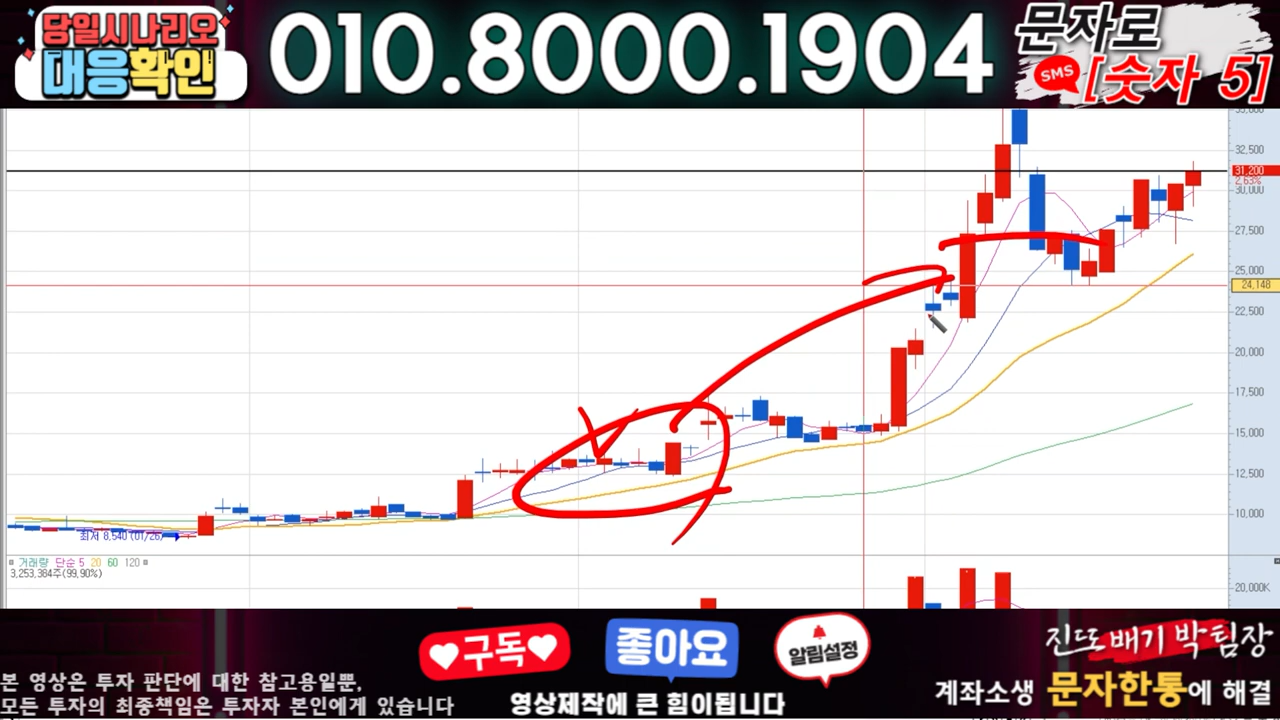 당일시나리오
대응확인
010.8000.1904
문자로
SMS [숫자 5]
32,500
31,200
2.63%
30,000
27,500
25,000
24,148
22,500
20,000
17,500
15,000
12,500
10,000
최저 8,540 (01/26)
거래량 단순 5 20 60 120
3,253,384주(99.90%)
20,000K
구독
좋아요
알림설정
진또배기 박팀장
본 영상은 투자 판단에 대한 참고용일뿐,
모든 투자의 최종책임은 투자자 본인에게 있습니다
영상제작에 큰 힘이됩니다
계좌소생 문자한통에 해결